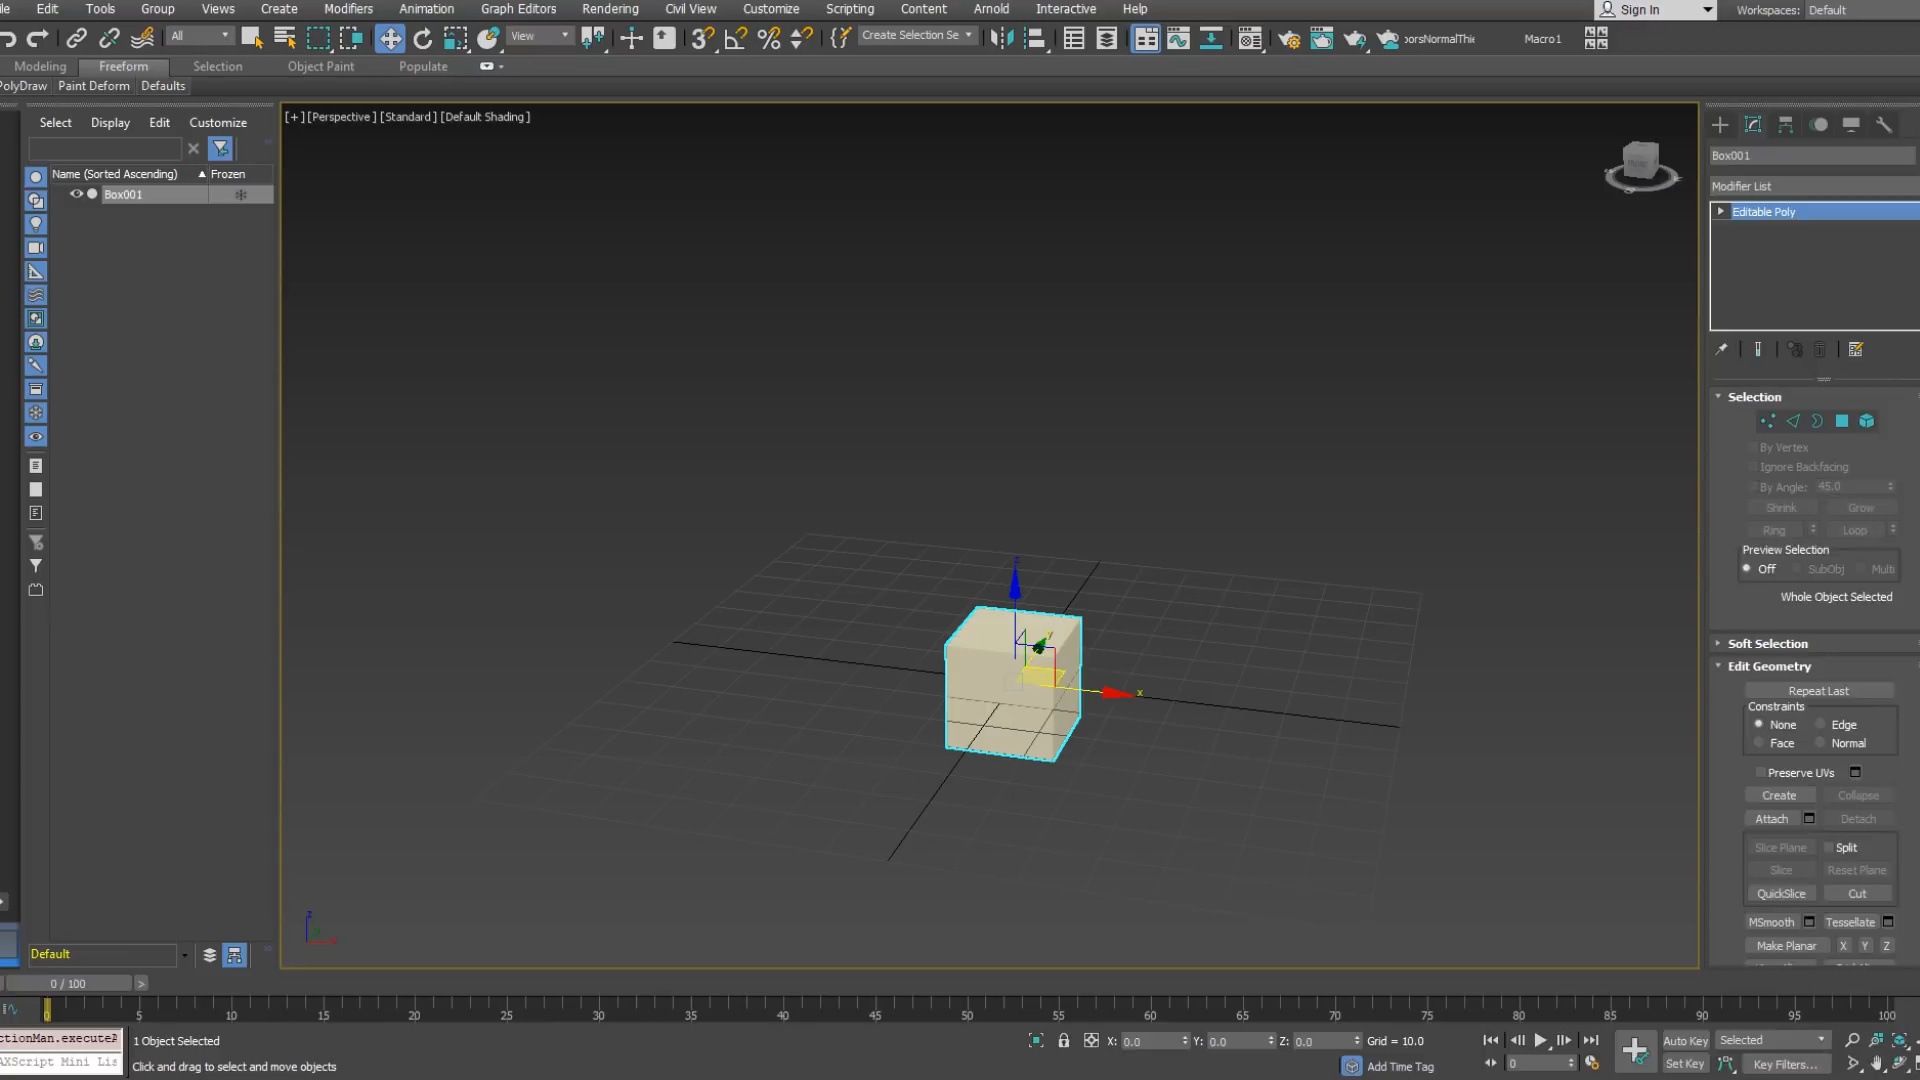 Edit Tools Group Views Create Modifiers Animation Graph Editors Rendering Civil View Customize Scripting Content Arnold Interactive Help Sign In Workspaces: Default
All View Create Selection Se Macro1
Modeling Freeform Selection Object Paint Populate
PolyDraw Paint Deform Defaults
Select Display Edit Customize
[+] [Perspective] [Standard] [Default Shading]
Name (Sorted Ascending) Frozen
Box001
Box001
Modifier List
Editable Poly
Selection
By Vertex
Ignore Backfacing
By Angle: 45.0
Shrink Grow
Ring Loop
Preview Selection
Off SubObj Multi
Whole Object Selected
Soft Selection
Edit Geometry
Repeat Last
Constraints
None Edge
Face Normal
Preserve UVs
Create Collapse
Attach Detach
Slice Plane Split
Slice Reset Plane
QuickSlice Cut
MSmooth Tessellate
Make Planar X Y Z
z
y
x
z
Default
0 / 100 >
0 5 10 15 20 25 30 35 40 45 50 55 60 65 70 75 80 85 90 95 100
ctionMan.executeA
AXScript Mini Lis
1 Object Selected
Click and drag to select and move objects
X: 0.0 Y: 0.0 Z: 0.0 Grid = 10.0
Add Time Tag
0
Auto Key Selected
Set Key Key Filters...